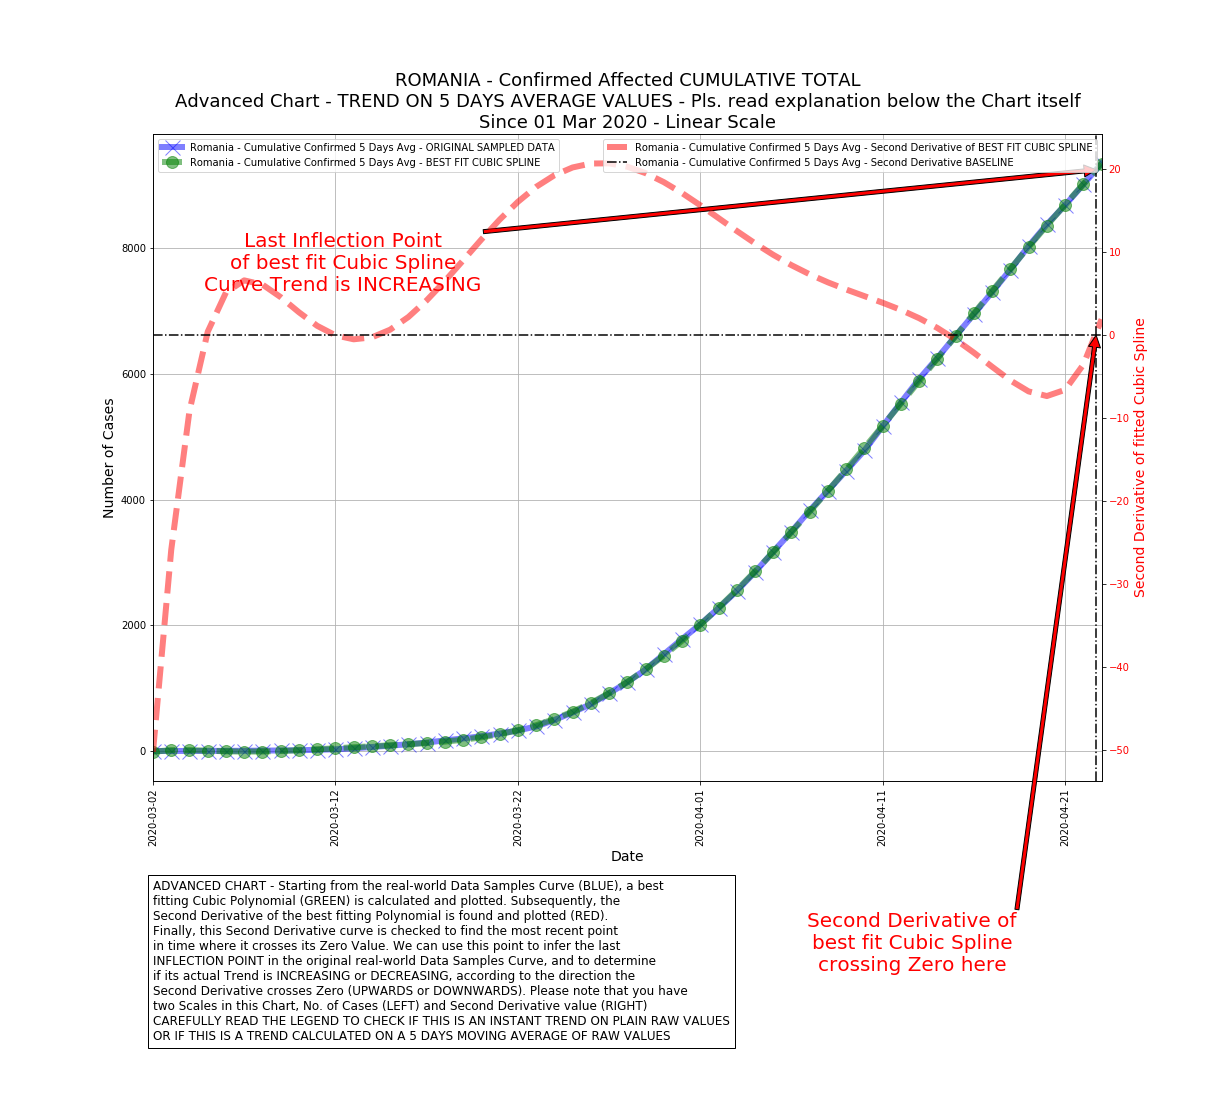 ROMANIA - Confirmed Affected CUMULATIVE TOTAL
Advanced Chart - TREND ON 5 DAYS AVERAGE VALUES - Pls. read explanation below the Chart itself
Since 01 Mar 2020 - Linear Scale
Romania - Cumulative Confirmed 5 Days Avg - ORIGINAL SAMPLED DATA
Romania - Cumulative Confirmed 5 Days Avg - BEST FIT CUBIC SPLINE
Romania - Cumulative Confirmed 5 Days Avg - Second Derivative of BEST FIT CUBIC SPLINE
Romania - Cumulative Confirmed 5 Days Avg - Second Derivative BASELINE
Last Inflection Point
of best fit Cubic Spline
Curve Trend is INCREASING
Number of Cases
8000
6000
4000
2000
0
20
10
0
−10
−20
−30
−40
−50
Second Derivative of fitted Cubic Spline
2020-03-02
2020-03-12
2020-03-22
2020-04-01
2020-04-11
2020-04-21
Date
ADVANCED CHART - Starting from the real-world Data Samples Curve (BLUE), a best
fitting Cubic Polynomial (GREEN) is calculated and plotted. Subsequently, the
Second Derivative of the best fitting Polynomial is found and plotted (RED).
Finally, this Second Derivative curve is checked to find the most recent point
in time where it crosses its Zero Value. We can use this point to infer the last
INFLECTION POINT in the original real-world Data Samples Curve, and to determine
if its actual Trend is INCREASING or DECREASING, according to the direction the
Second Derivative crosses Zero (UPWARDS or DOWNWARDS). Please note that you have
two Scales in this Chart, No. of Cases (LEFT) and Second Derivative value (RIGHT)
CAREFULLY READ THE LEGEND TO CHECK IF THIS IS AN INSTANT TREND ON PLAIN RAW VALUES
OR IF THIS IS A TREND CALCULATED ON A 5 DAYS MOVING AVERAGE OF RAW VALUES
Second Derivative of
best fit Cubic Spline
crossing Zero here